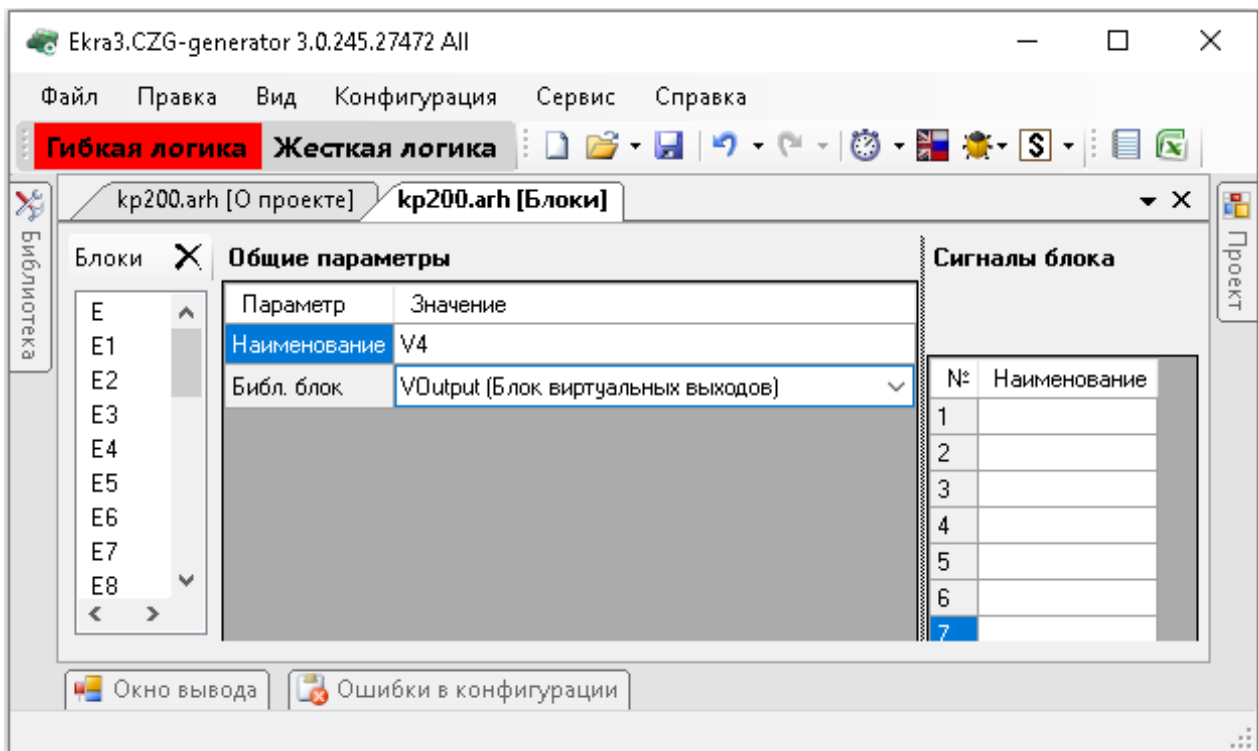 Ekra3.CZG-generator 3.0.245.27472 All
Файл Правка Вид Конфигурация Сервис Справка
Гибкая логика Жесткая логика
kp200.arh [О проекте] kp200.arh [Блоки]
Библиотека
Проект
Блоки
E
E1
E2
E3
E4
E5
E6
E7
E8
Общие параметры
Параметр Значение
Наименование V4
Библ. блок VOutput (Блок виртуальных выходов)
Сигналы блока
№ Наименование
1
2
3
4
5
6
7
Окно вывода Ошибки в конфигурации